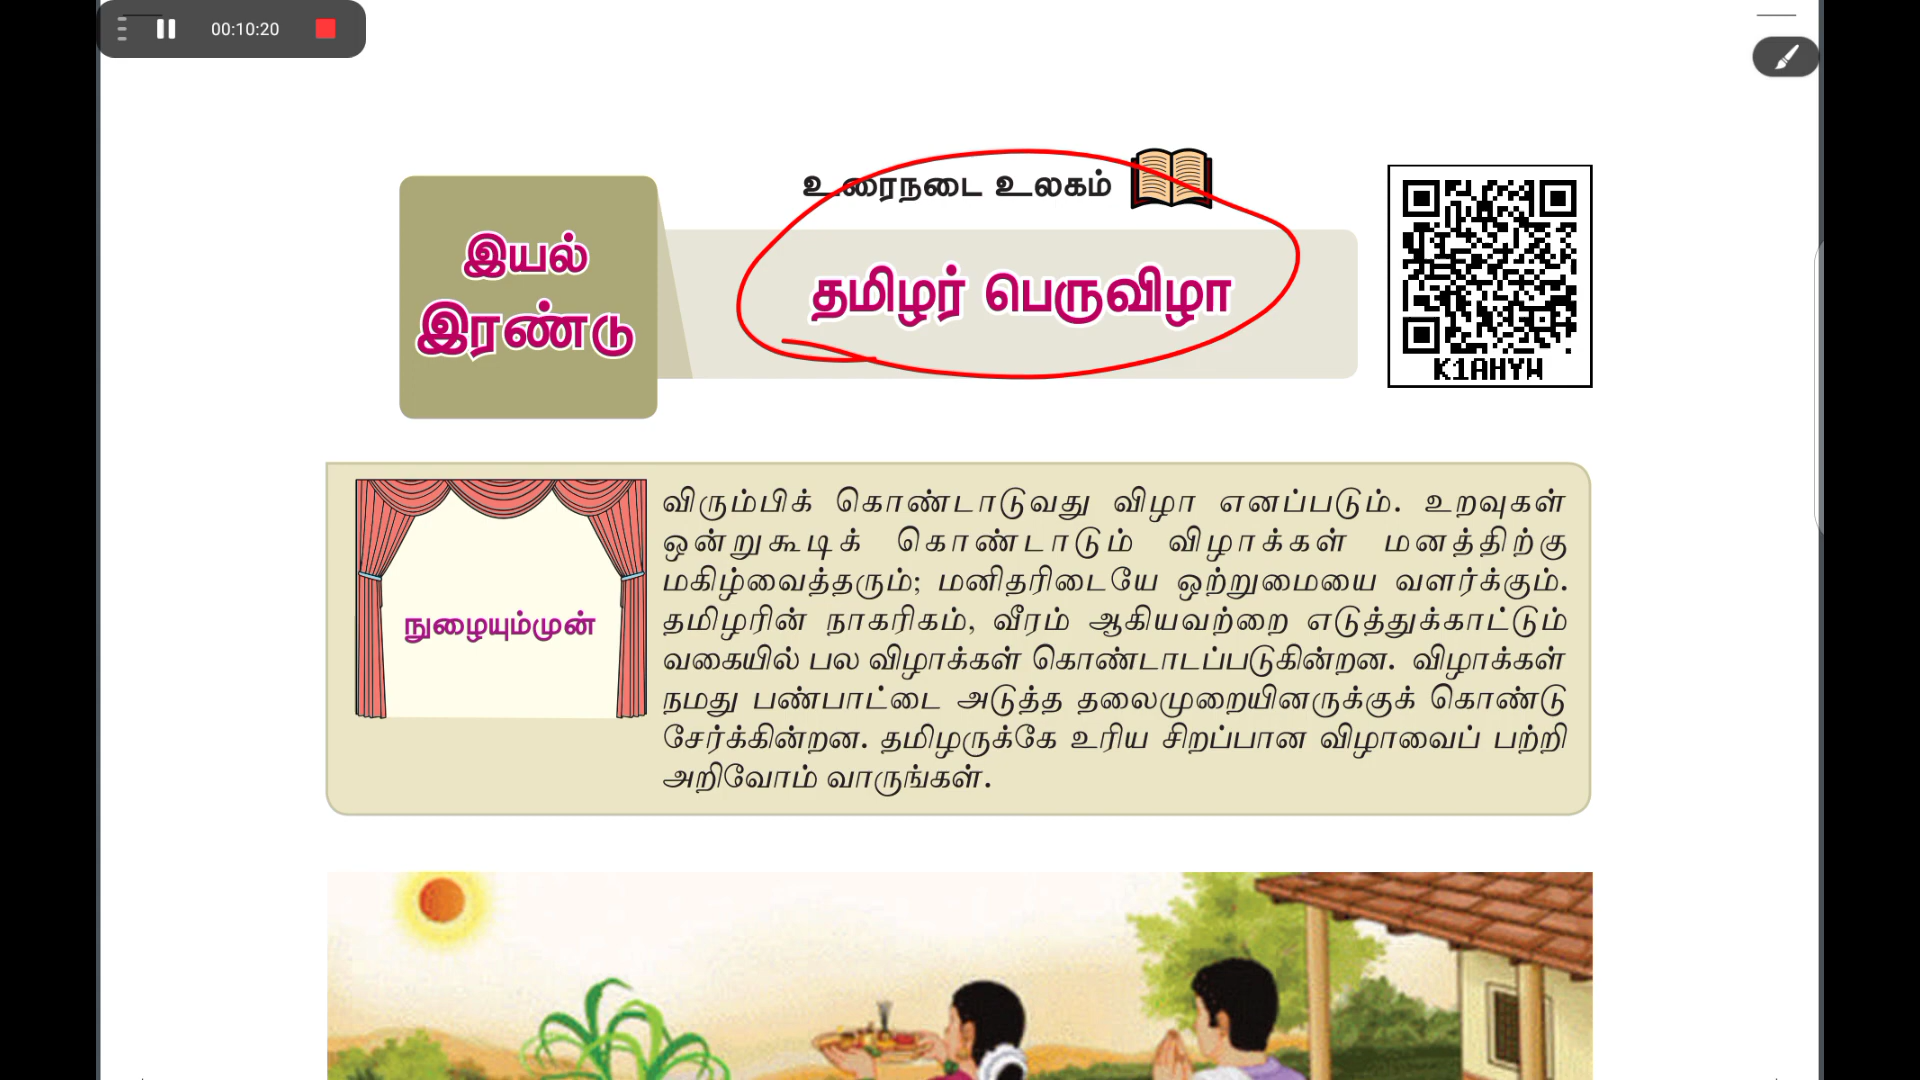 00:10:20
உரைநடை உலகம்
இயல்
இரண்டு
தமிழர் பெருவிழா
K1AHYW
நுழையும்முன்
விரும்பிக் கொண்டாடுவது விழா எனப்படும். உறவுகள்
ஒன்றுகூடிக் கொண்டாடும் விழாக்கள் மனத்திற்கு
மகிழ்வைத்தரும்; மனிதரிடையே ஒற்றுமையை வளர்க்கும்.
தமிழரின் நாகரிகம், வீரம் ஆகியவற்றை எடுத்துக்காட்டும்
வகையில் பல விழாக்கள் கொண்டாடப்படுகின்றன. விழாக்கள்
நமது பண்பாட்டை அடுத்த தலைமுறையினருக்குக் கொண்டு
சேர்க்கின்றன. தமிழருக்கே உரிய சிறப்பான விழாவைப் பற்றி
அறிவோம் வாருங்கள்.